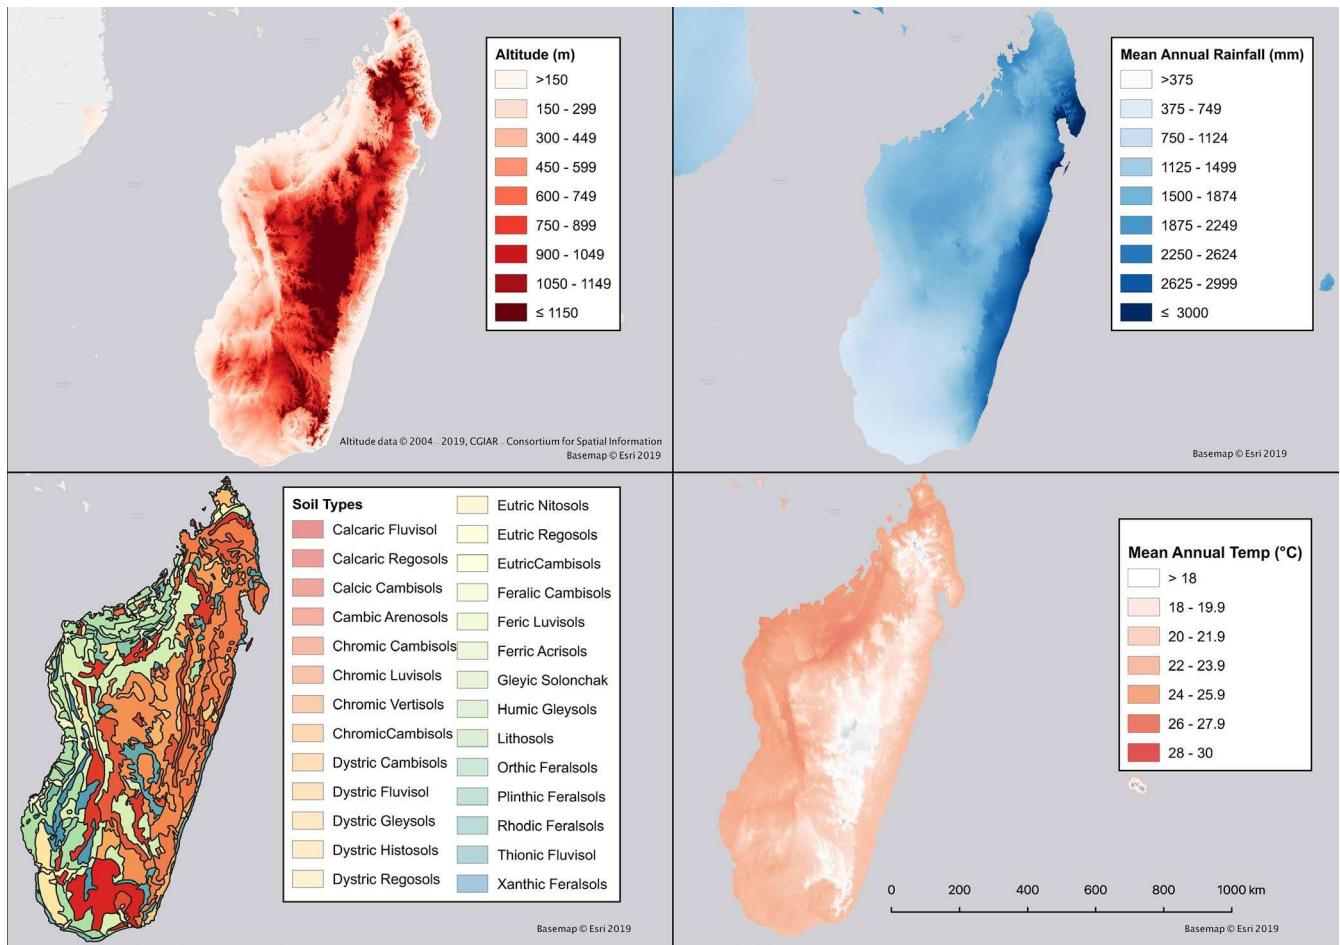 Altitude (m)
>150
150 - 299
300 - 449
450 - 599
600 - 749
750 - 899
900 - 1049
1050 - 1149
≤ 1150
Altitude data © 2004 - 2019, CGIAR - Consortium for Spatial Information
Basemap © Esri 2019
Mean Annual Rainfall (mm)
>375
375 - 749
750 - 1124
1125 - 1499
1500 - 1874
1875 - 2249
2250 - 2624
2625 - 2999
≤ 3000
Basemap © Esri 2019
Soil Types
Calcaric Fluvisol
Calcaric Regosols
Calcic Cambisols
Cambic Arenosols
Chromic Cambisols
Chromic Luvisols
Chromic Vertisols
ChromicCambisols
Dystric Cambisols
Dystric Fluvisol
Dystric Gleysols
Dystric Histosols
Dystric Regosols
Eutric Nitosols
Eutric Regosols
EutricCambisols
Feralic Cambisols
Feric Luvisols
Ferric Acrisols
Gleyic Solonchak
Humic Gleysols
Lithosols
Orthic Feralsols
Plinthic Feralsols
Rhodic Feralsols
Thionic Fluvisol
Xanthic Feralsols
Basemap © Esri 2019
Mean Annual Temp (°C)
> 18
18 - 19.9
20 - 21.9
22 - 23.9
24 - 25.9
26 - 27.9
28 - 30
0 200 400 600 800 1000 km
Basemap © Esri 2019